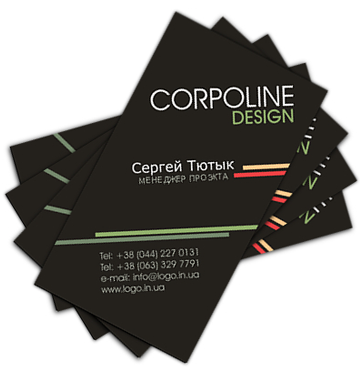 CORPOLINE
DESIGN
Сергей Тютык
МЕНЕДЖЕР ПРОЭКТА
Tel: +38 (044) 227 0131
Tel: +38 (063) 329 7791
e-mail: info@logo.in.ua
www.logo.in.ua